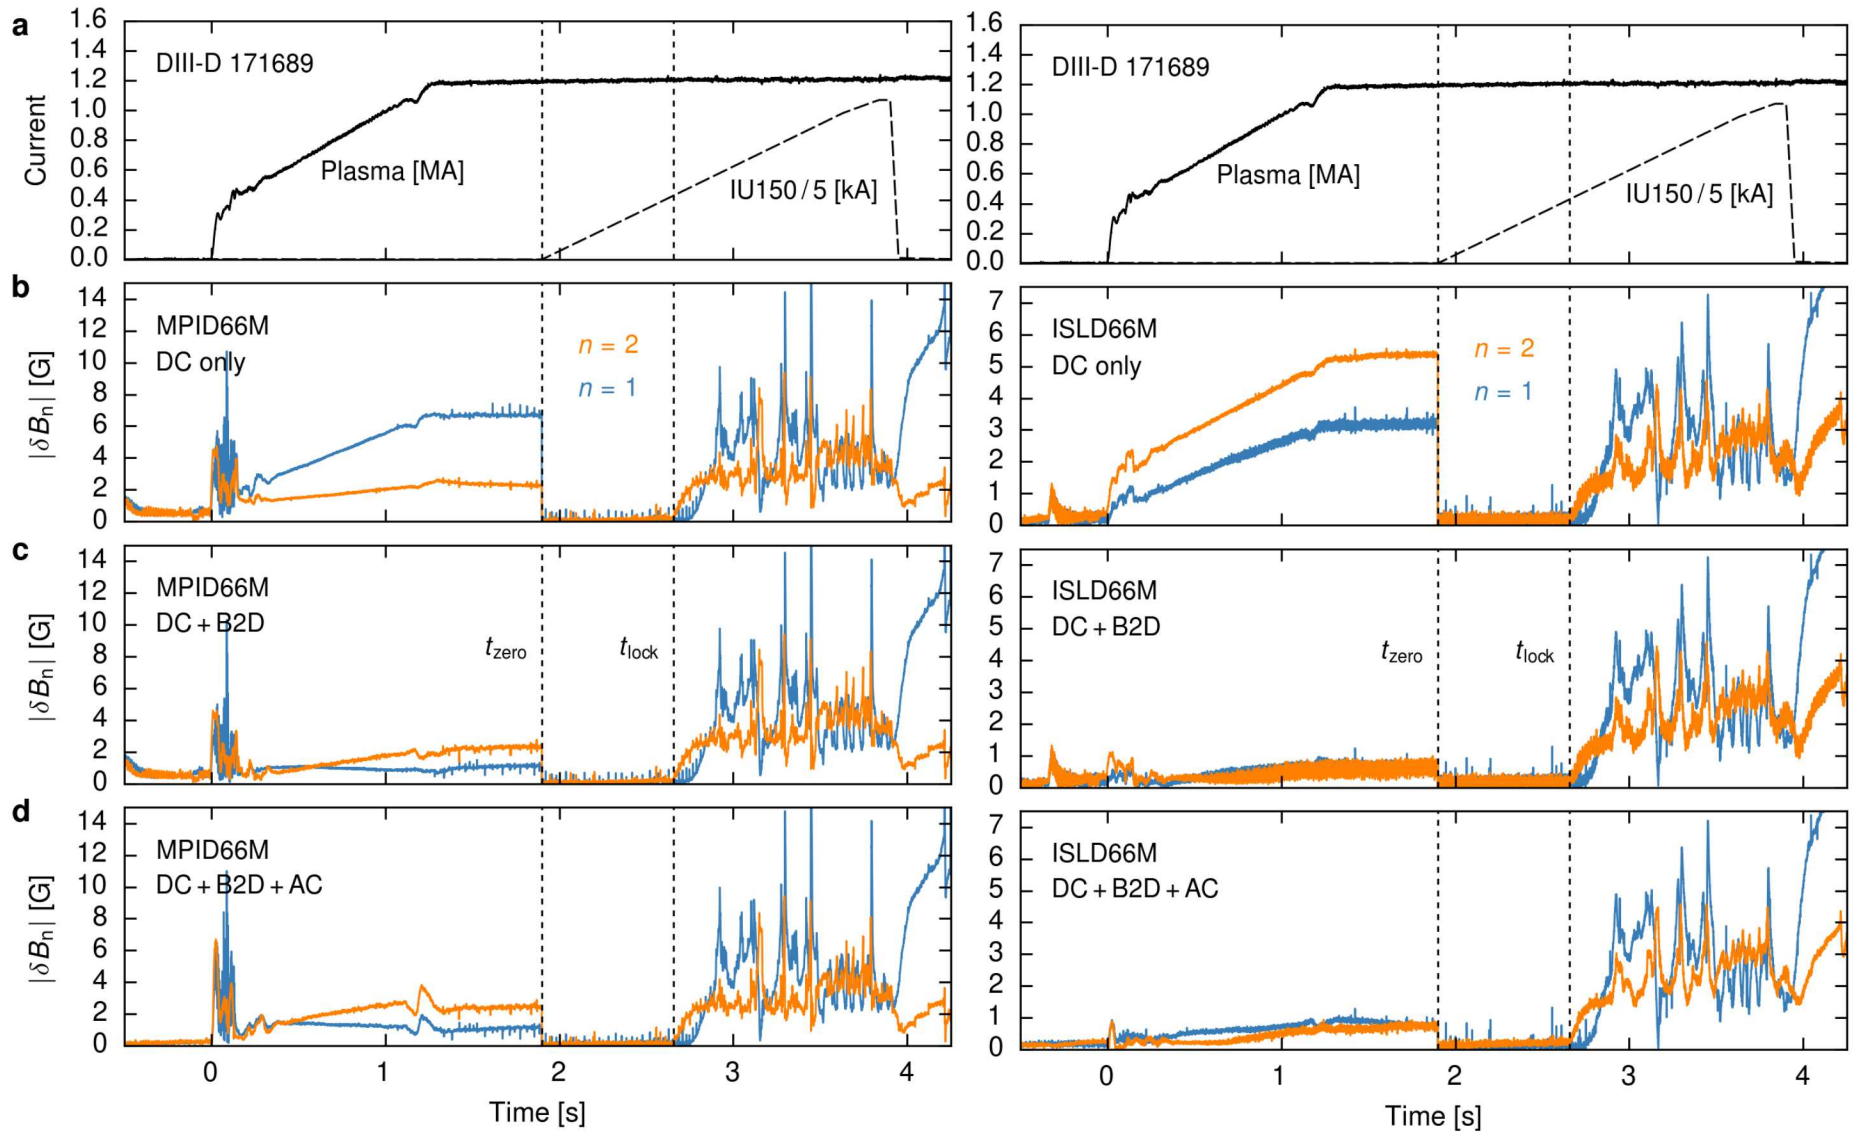 a
1.6
1.4
1.2
1.0
0.8
0.6
0.4
0.2
0.0
Current
DIII-D 171689
Plasma [MA]
IU150 / 5 [kA]
1.6
1.4
1.2
1.0
0.8
0.6
0.4
0.2
0.0
DIII-D 171689
Plasma [MA]
IU150 / 5 [kA]
b
14
12
10
8
6
4
2
0
|δBn| [G]
MPID66M
DC only
n = 2
n = 1
7
6
5
4
3
2
1
0
ISLD66M
DC only
n = 2
n = 1
c
14
12
10
8
6
4
2
0
|δBn| [G]
MPID66M
DC + B2D
tzero
tlock
7
6
5
4
3
2
1
0
ISLD66M
DC + B2D
tzero
tlock
d
14
12
10
8
6
4
2
0
|δBn| [G]
MPID66M
DC + B2D + AC
0
1
2
3
4
Time [s]
7
6
5
4
3
2
1
0
ISLD66M
DC + B2D + AC
0
1
2
3
4
Time [s]